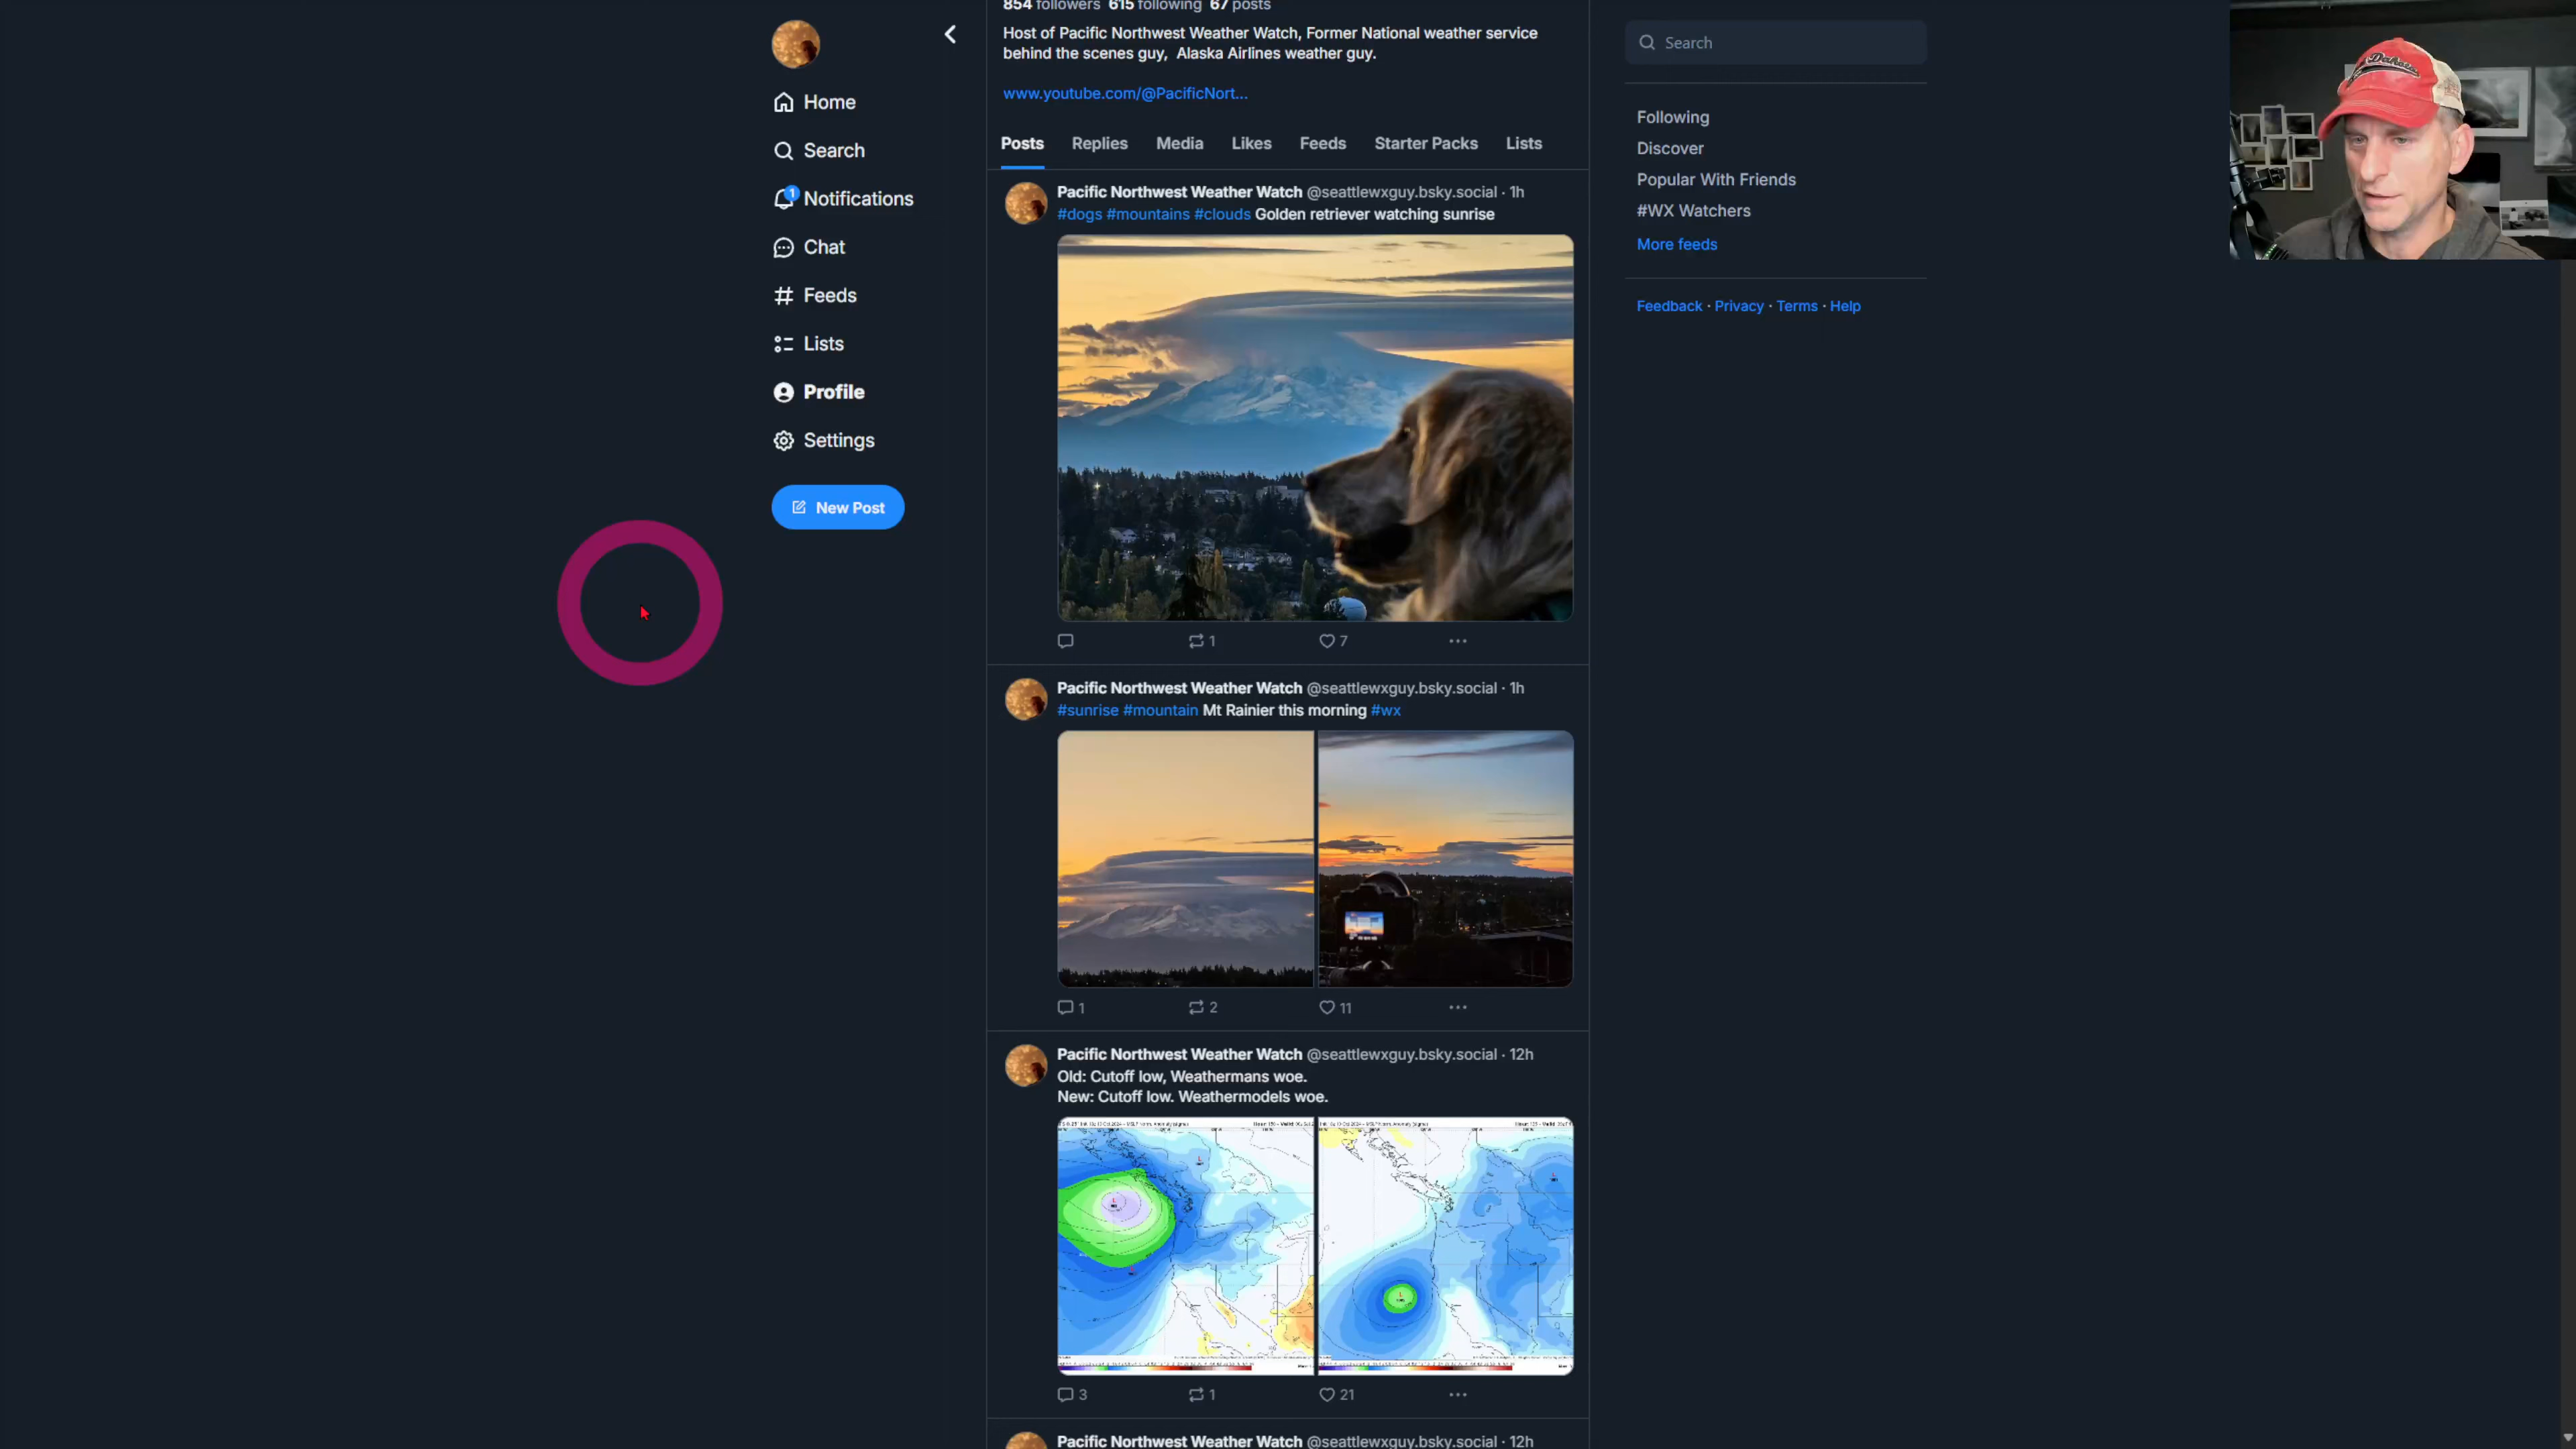 854 followers 615 following 67 posts
Host of Pacific Northwest Weather Watch, Former National weather service
behind the scenes guy, Alaska Airlines weather guy.
www.youtube.com/@PacificNort...
Posts Replies Media Likes Feeds Starter Packs Lists
Home
Search
1
Notifications
Chat
Feeds
Lists
Profile
Settings
New Post
Pacific Northwest Weather Watch @seattlewxguy.bsky.social · 1h
#dogs #mountains #clouds Golden retriever watching sunrise
1 7
Pacific Northwest Weather Watch @seattlewxguy.bsky.social · 1h
#sunrise #mountain Mt Rainier this morning #wx
1 2 11
Pacific Northwest Weather Watch @seattlewxguy.bsky.social · 12h
Old: Cutoff low, Weathermans woe.
New: Cutoff low. Weathermodels woe.
3 1 21
Pacific Northwest Weather Watch @seattlewxguy.bsky.social · 12h
Search
Following
Discover
Popular With Friends
#WX Watchers
More feeds
Feedback · Privacy · Terms · Help
Dakota